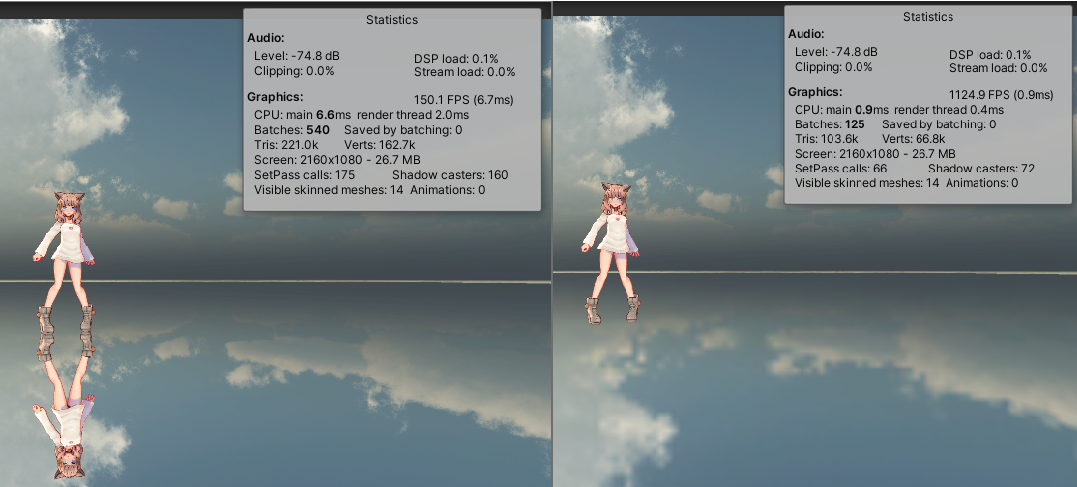 Statistics
Audio:
Level: -74.8 dB DSP load: 0.1%
Clipping: 0.0% Stream load: 0.0%
Graphics: 150.1 FPS (6.7ms)
CPU: main 6.6ms render thread 2.0ms
Batches: 540 Saved by batching: 0
Tris: 221.0k Verts: 162.7k
Screen: 2160x1080 - 26.7 MB
SetPass calls: 175 Shadow casters: 160
Visible skinned meshes: 14 Animations: 0
Statistics
Audio:
Level: -74.8 dB DSP load: 0.1%
Clipping: 0.0% Stream load: 0.0%
Graphics: 1124.9 FPS (0.9ms)
CPU: main 0.9ms render thread 0.4ms
Batches: 125 Saved by batching: 0
Tris: 103.6k Verts: 66.8k
Screen: 2160x1080 - 26.7 MB
SetPass calls: 66 Shadow casters: 72
Visible skinned meshes: 14 Animations: 0